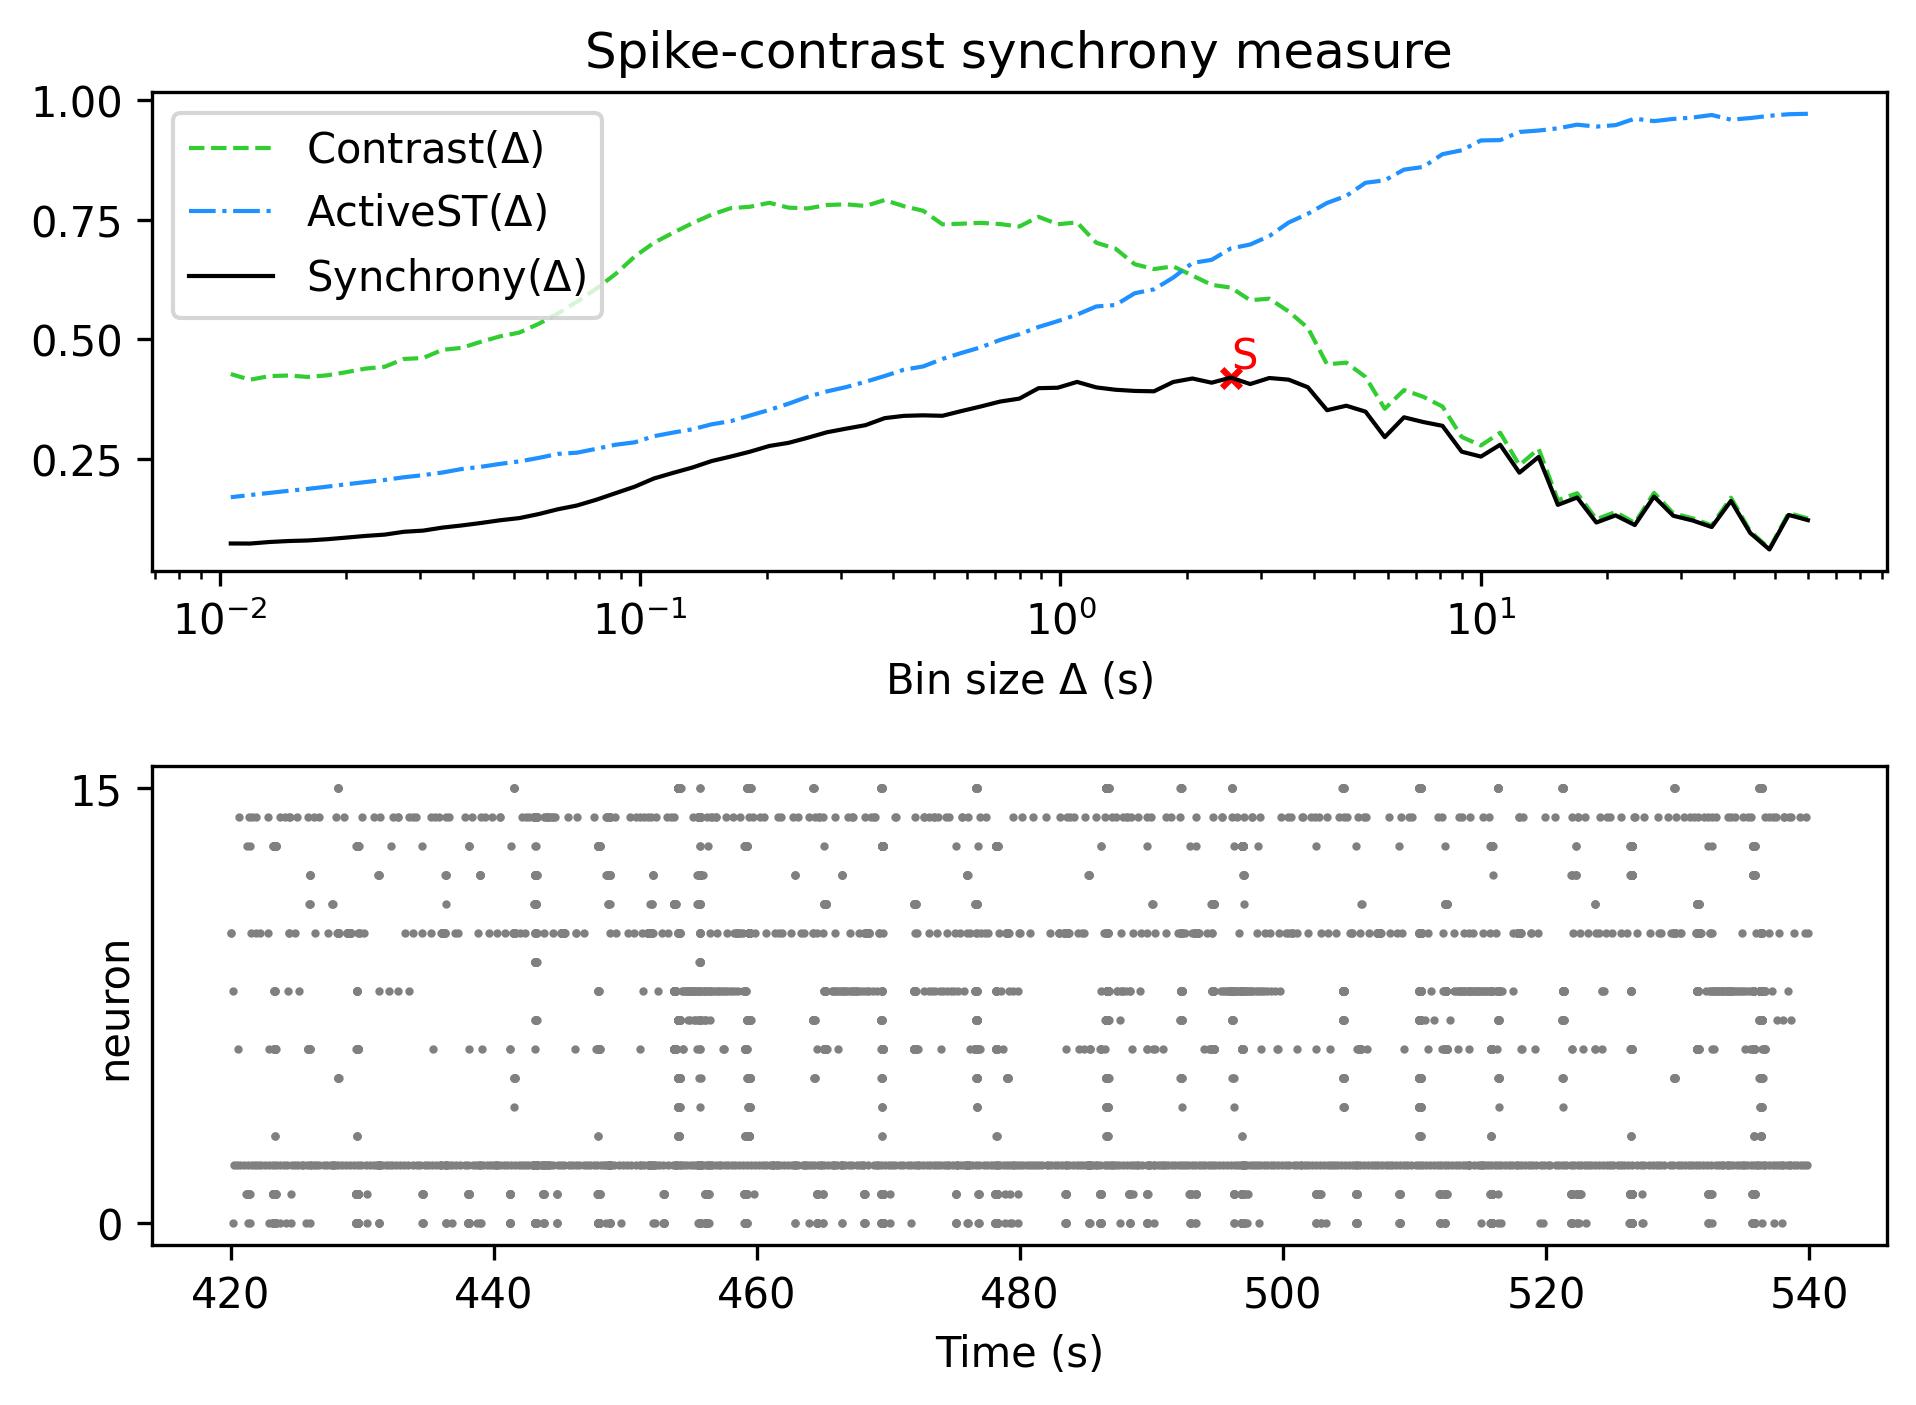 Spike-contrast synchrony measure
1.00
0.75
0.50
0.25
Contrast(Δ)
ActiveST(Δ)
Synchrony(Δ)
S
10⁻² 10⁻¹ 10⁰ 10¹
Bin size Δ (s)
15
0
neuron
420 440 460 480 500 520 540
Time (s)